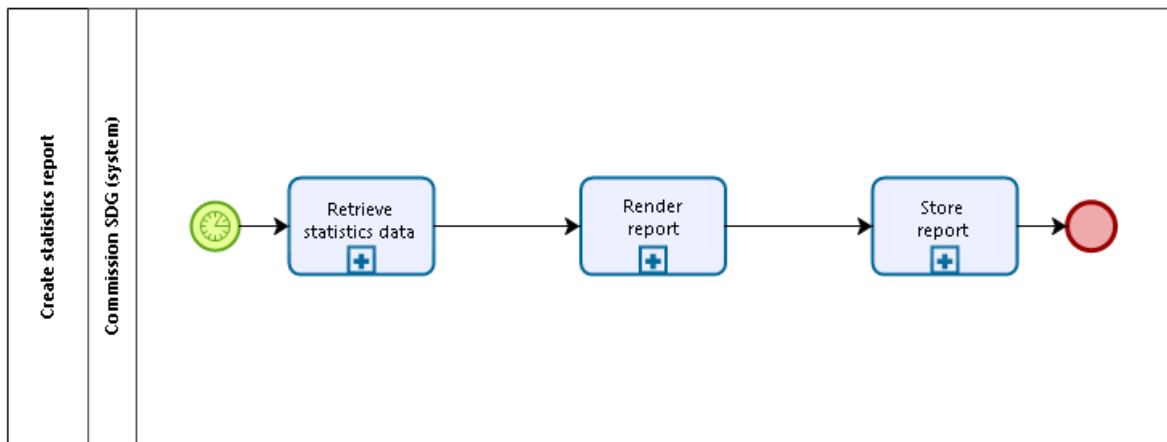 Create statistics report
Commission SDG (system)
Retrieve
statistics data
Render
report
Store
report